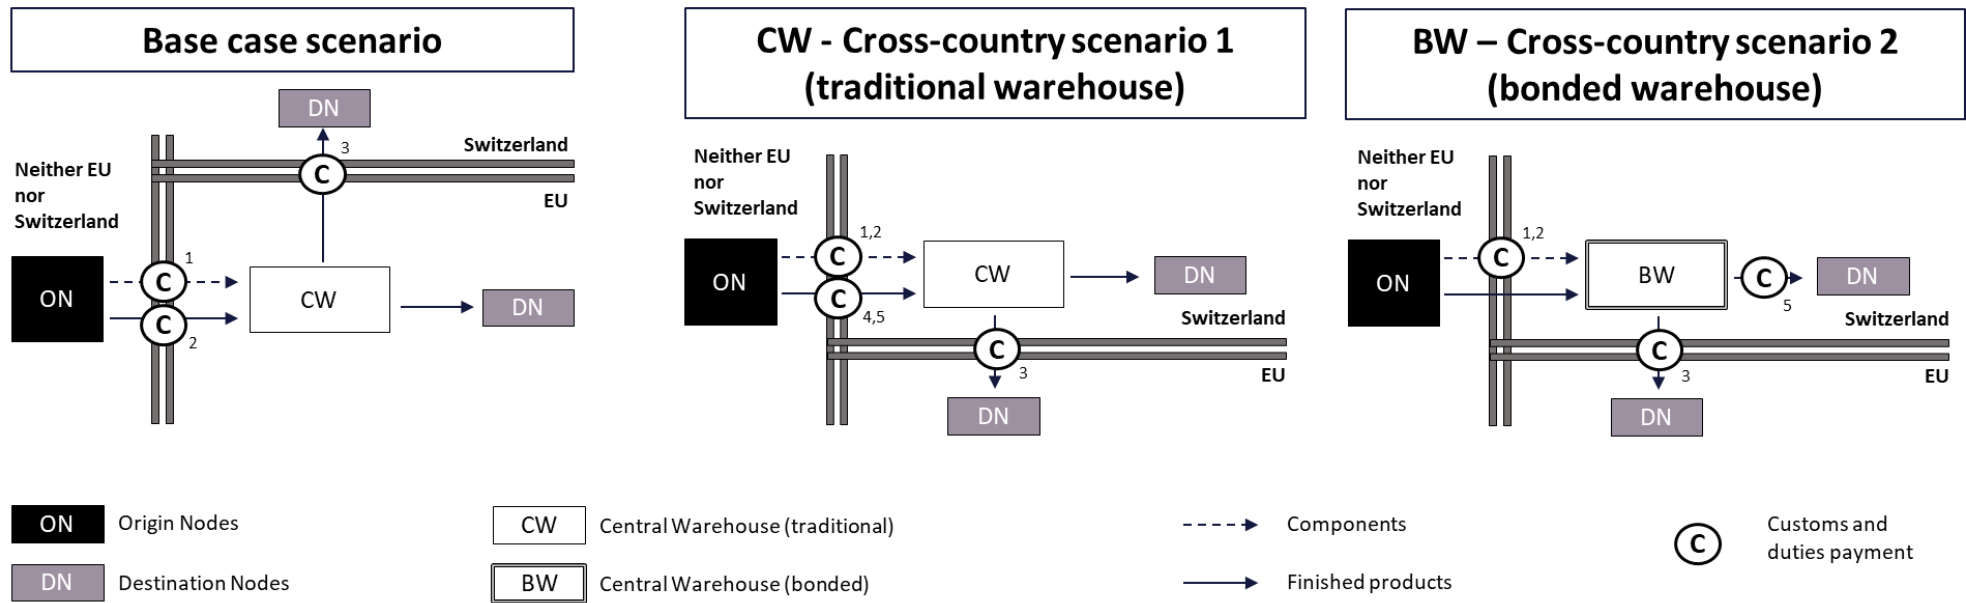 Base case scenario
DN
3
Switzerland
EU
Neither EU
nor
Switzerland
C
1
ON
C
C
2
CW
DN
CW - Cross-country scenario 1
(traditional warehouse)
Neither EU
nor
Switzerland
1,2
C
ON
C
4,5
CW
DN
Switzerland
C
3
EU
DN
BW – Cross-country scenario 2
(bonded warehouse)
Neither EU
nor
Switzerland
1,2
C
ON
BW
C
5
DN
Switzerland
C
3
EU
DN
ON Origin Nodes
DN Destination Nodes
CW Central Warehouse (traditional)
BW Central Warehouse (bonded)
Components
Finished products
C
Customs and
duties payment